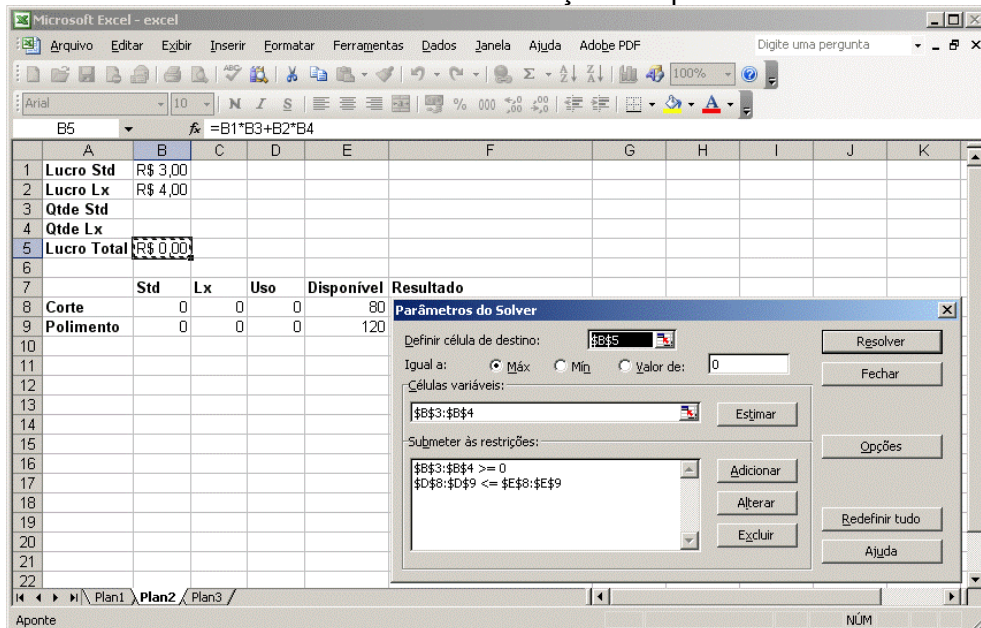 Microsoft Excel - excel
Arquivo Editar Exibir Inserir Formatar Ferramentas Dados Janela Ajuda Adobe PDF Digite uma pergunta
100%
Arial 10 N I S % 000
B5 fx =B1*B3+B2*B4
A B C D E F G H I J K
1 Lucro Std R$ 3,00
2 Lucro Lx R$ 4,00
3 Qtde Std
4 Qtde Lx
5 Lucro Total R$ 0,00
6
7 Std Lx Uso Disponível Resultado
8 Corte 0 0 0 80
9 Polimento 0 0 0 120
10
11
12
13
14
15
16
17
18
19
20
21
22
Parâmetros do Solver
Definir célula de destino: $B$5 Resolver
Igual a: Máx Mín Valor de: 0 Fechar
Células variáveis:
$B$3:$B$4 Estimar
Submeter às restrições: Opções
$B$3:$B$4 >= 0 Adicionar
$D$8:$D$9 <= $E$8:$E$9
Alterar
Redefinir tudo
Excluir
Ajuda
Plan1 Plan2 Plan3
Aponte NÚM